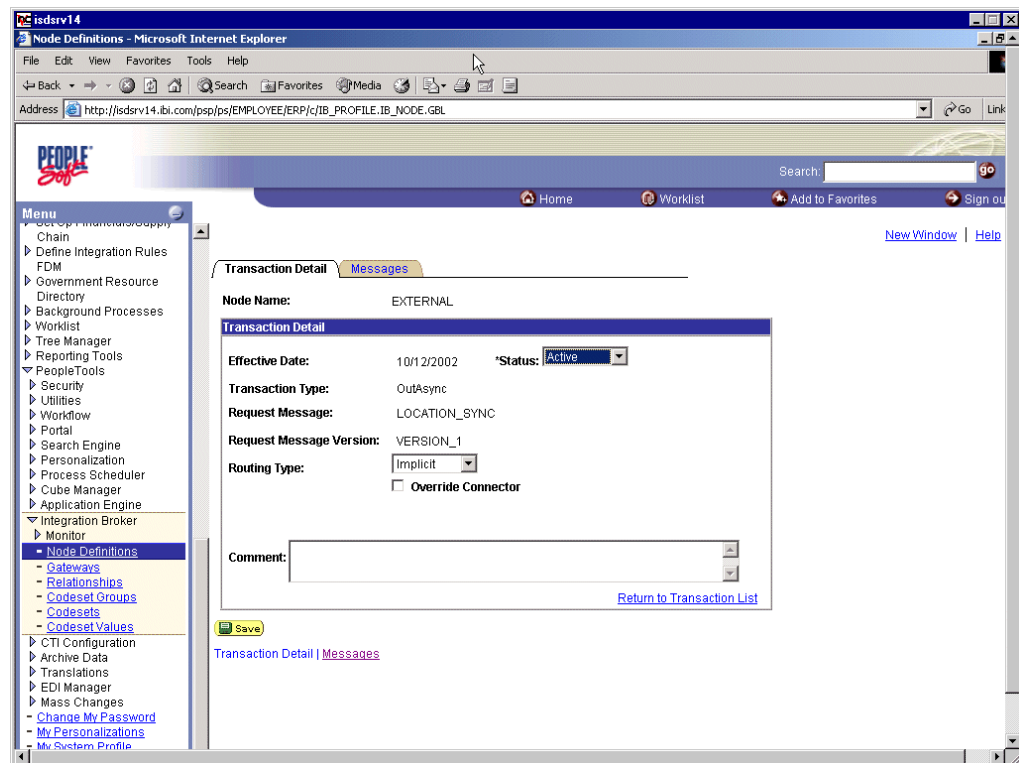 isdsrv14
Node Definitions - Microsoft Internet Explorer
File Edit View Favorites Tools Help
Back Search Favorites Media
Address http://isdsrv14.ibi.com/psp/ps/EMPLOYEE/ERP/c/IB_PROFILE.IB_NODE.GBL Go Link
PEOPLE Soft
Search: go
Home Worklist Add to Favorites Sign ou
Menu
New Window | Help
Set Up Financials/Supply
Chain
Define Integration Rules
FDM
Government Resource
Directory
Background Processes
Worklist
Tree Manager
Reporting Tools
PeopleTools
Security
Utilities
Workflow
Portal
Search Engine
Personalization
Process Scheduler
Cube Manager
Application Engine
Integration Broker
Monitor
- Node Definitions
- Gateways
- Relationships
- Codeset Groups
- Codesets
- Codeset Values
CTI Configuration
Archive Data
Translations
EDI Manager
Mass Changes
- Change My Password
- My Personalizations
- My System Profile
Transaction Detail Messages
Node Name: EXTERNAL
Transaction Detail
Effective Date: 10/12/2002 *Status: Active
Transaction Type: OutAsync
Request Message: LOCATION_SYNC
Request Message Version: VERSION_1
Routing Type: Implicit
Override Connector
Comment:
Return to Transaction List
Save
Transaction Detail | Messages